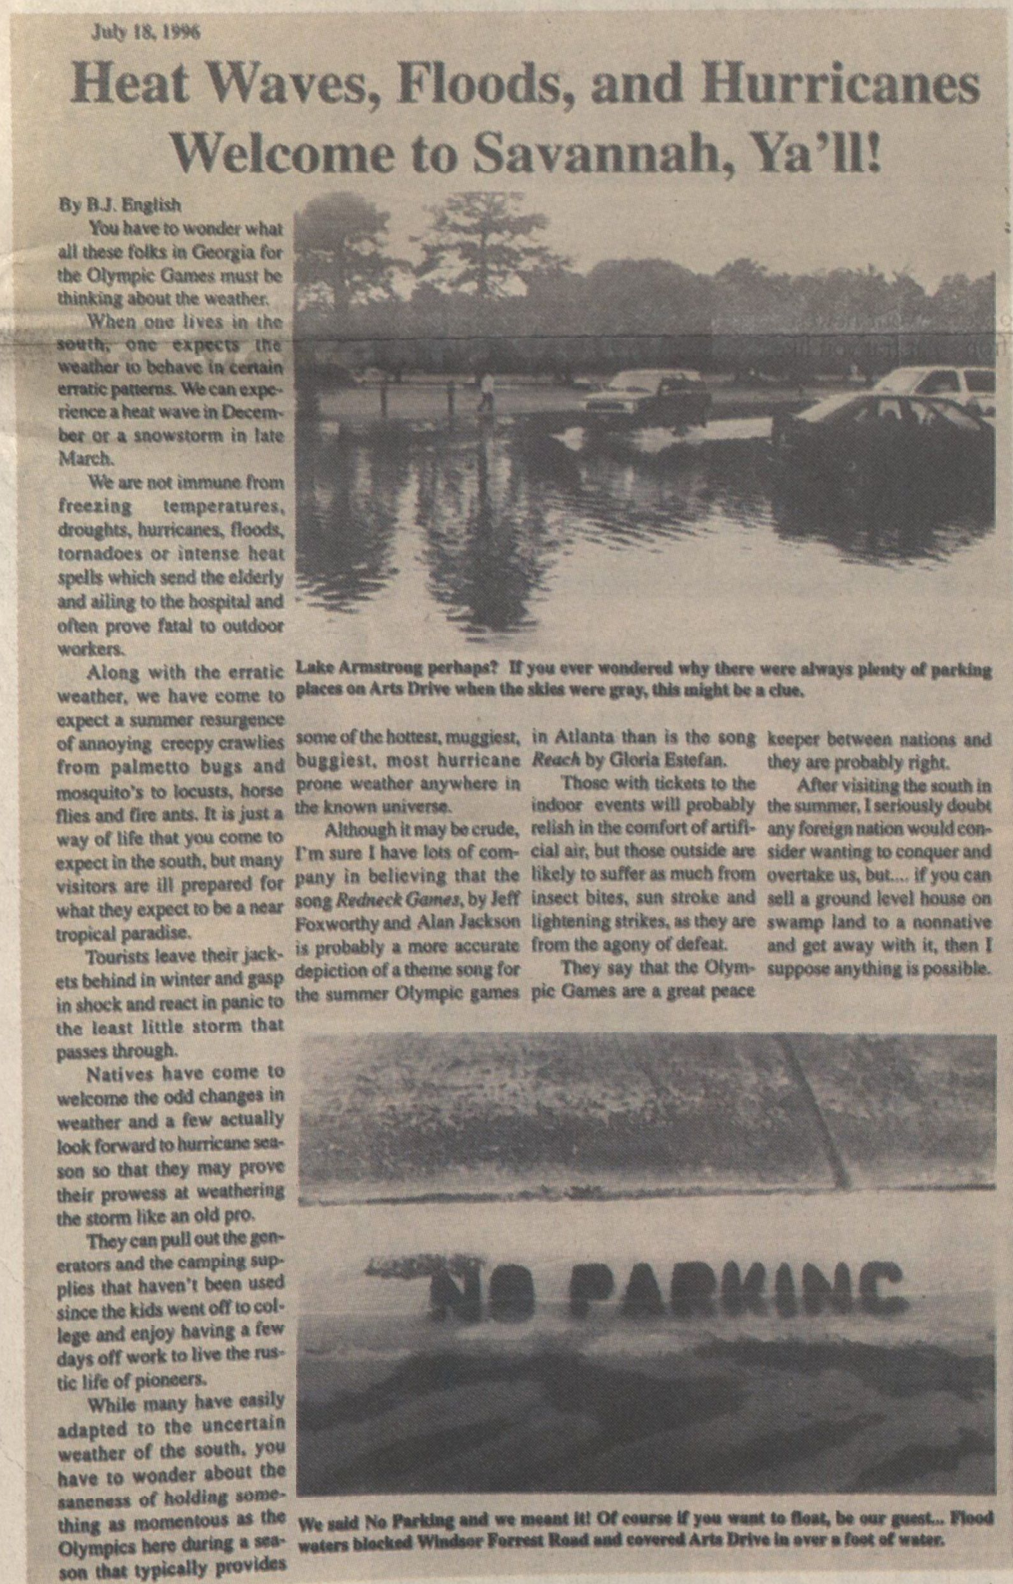 July 18, 1996
Heat Waves, Floods, and Hurricanes
Welcome to Savannah, Ya'll!
By B.J. English
You have to wonder what
all these folks in Georgia for
the Olympic Games must be
thinking about the weather.
When one lives in the
south, one expects the
weather to behave in certain
erratic patterns. We can expe-
rience a heat wave in Decem-
ber or a snowstorm in late
March.
We are not immune from
freezing temperatures,
droughts, hurricanes, floods,
tornadoes or intense heat
spells which send the elderly
and ailing to the hospital and
often prove fatal to outdoor
workers.
Along with the erratic
weather, we have come to
expect a summer resurgence
of annoying creepy crawlies
from palmetto bugs and
mosquito's to locusts, horse
flies and fire ants. It is just a
way of life that you come to
expect in the south, but many
visitors are ill prepared for
what they expect to be a near
tropical paradise.
Tourists leave their jack-
ets behind in winter and gasp
in shock and react in panic to
the least little storm that
passes through.
Natives have come to
welcome the odd changes in
weather and a few actually
look forward to hurricane sea-
son so that they may prove
their prowess at weathering
the storm like an old pro.
They can pull out the gen-
erators and the camping sup-
plies that haven't been used
since the kids went off to col-
lege and enjoy having a few
days off work to live the rus-
tic life of pioneers.
While many have easily
adapted to the uncertain
weather of the south, you
have to wonder about the
saneness of holding some-
thing as momentous as the
Olympics here during a sea-
son that typically provides
Lake Armstrong perhaps? If you ever wondered why there were always plenty of parking
places on Arts Drive when the skies were gray, this might be a clue.
some of the hottest, muggiest,
buggiest, most hurricane
prone weather anywhere in
the known universe.
Although it may be crude,
I'm sure I have lots of com-
pany in believing that the
song Redneck Games, by Jeff
Foxworthy and Alan Jackson
is probably a more accurate
depiction of a theme song for
the summer Olympic games
in Atlanta than is the song
Reach by Gloria Estefan.
Those with tickets to the
indoor events will probably
relish in the comfort of artifi-
cial air, but those outside are
likely to suffer as much from
insect bites, sun stroke and
lightening strikes, as they are
from the agony of defeat.
They say that the Olym-
pic Games are a great peace
keeper between nations and
they are probably right.
After visiting the south in
the summer, I seriously doubt
any foreign nation would con-
sider wanting to conquer and
overtake us, but.... if you can
sell a ground level house on
swamp land to a nonnative
and get away with it, then I
suppose anything is possible.
NO PARKING
We said No Parking and we meant it! Of course if you want to float, be our guest... Flood
waters blocked Windsor Forrest Road and covered Arts Drive in over a foot of water.